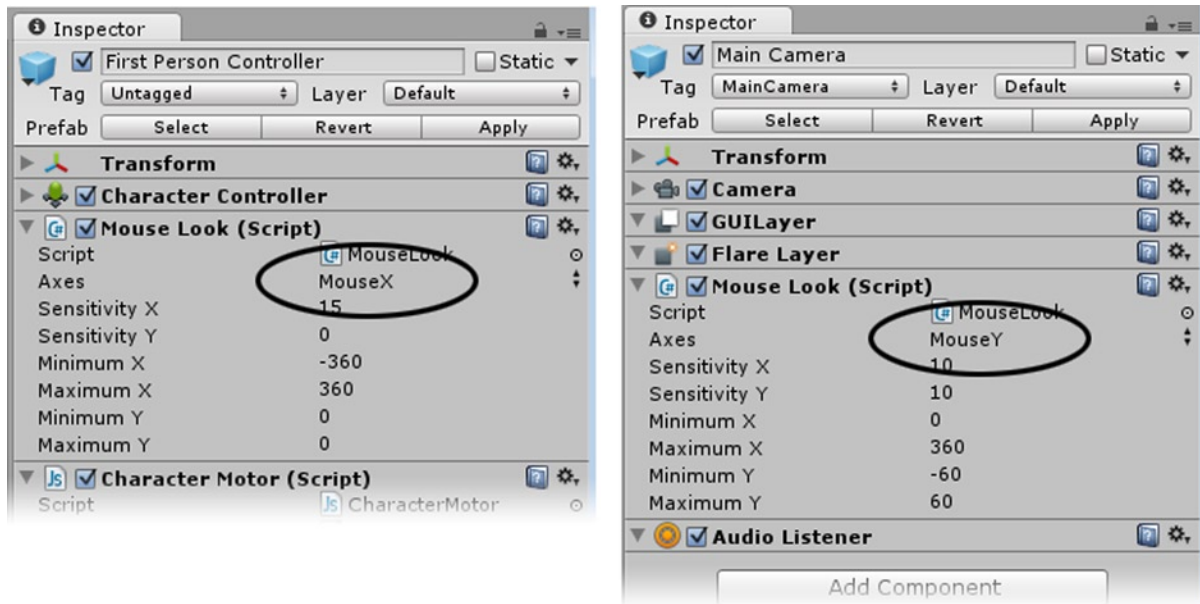 Inspector
First Person Controller Static
Tag Untagged Layer Default
Prefab Select Revert Apply
Transform
Character Controller
Mouse Look (Script)
Script MouseLook
Axes MouseX
Sensitivity X 15
Sensitivity Y 0
Minimum X -360
Maximum X 360
Minimum Y 0
Maximum Y 0
Character Motor (Script)
Script CharacterMotor
Inspector
Main Camera Static
Tag MainCamera Layer Default
Prefab Select Revert Apply
Transform
Camera
GUILayer
Flare Layer
Mouse Look (Script)
Script MouseLook
Axes MouseY
Sensitivity X 10
Sensitivity Y 10
Minimum X 0
Maximum X 360
Minimum Y -60
Maximum Y 60
Audio Listener
Add Component